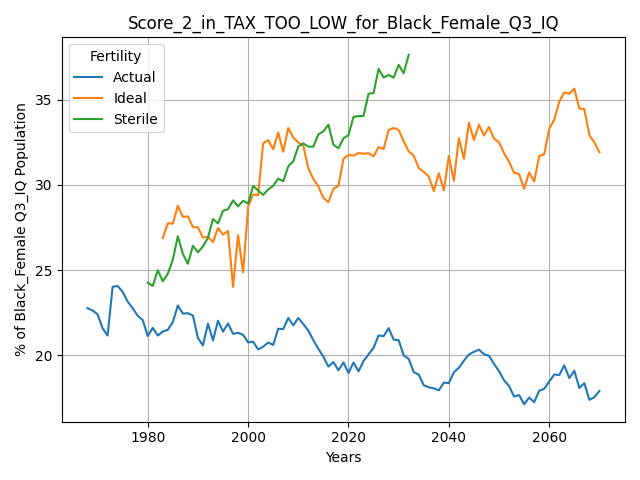 Score_2_in_TAX_TOO_LOW_for_Black_Female_Q3_IQ
Fertility
Actual
Ideal
Sterile
% of Black_Female Q3_IQ Population
35
30
25
20
1980
2000
2020
2040
2060
Years